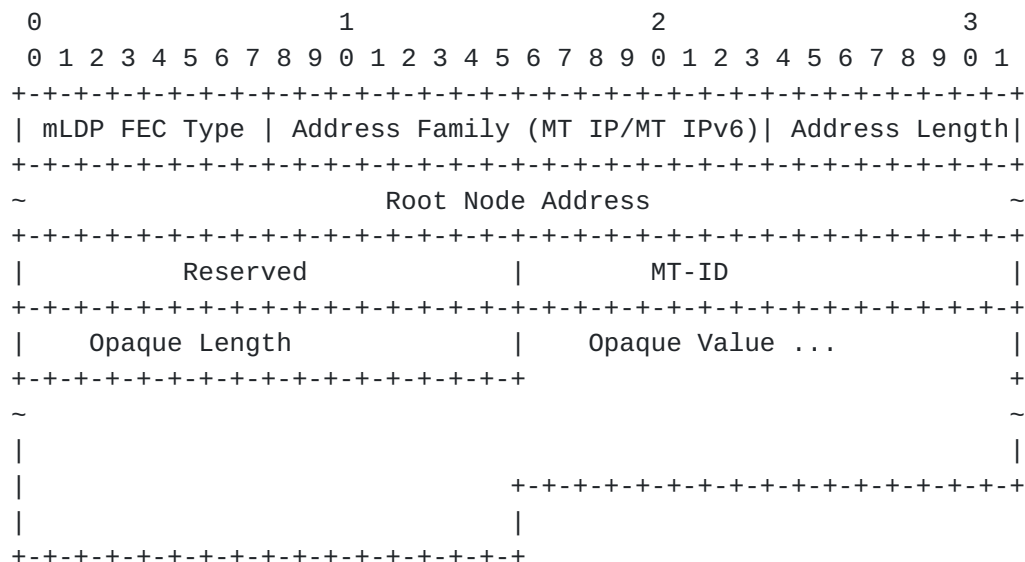 0                   1                   2                   3
 0 1 2 3 4 5 6 7 8 9 0 1 2 3 4 5 6 7 8 9 0 1 2 3 4 5 6 7 8 9 0 1
+-+-+-+-+-+-+-+-+-+-+-+-+-+-+-+-+-+-+-+-+-+-+-+-+-+-+-+-+-+-+-+-+
| mLDP FEC Type | Address Family (MT IP/MT IPv6)| Address Length|
+-+-+-+-+-+-+-+-+-+-+-+-+-+-+-+-+-+-+-+-+-+-+-+-+-+-+-+-+-+-+-+-+
~                       Root Node Address                       ~
+-+-+-+-+-+-+-+-+-+-+-+-+-+-+-+-+-+-+-+-+-+-+-+-+-+-+-+-+-+-+-+-+
|          Reserved             |        MT-ID                  |
+-+-+-+-+-+-+-+-+-+-+-+-+-+-+-+-+-+-+-+-+-+-+-+-+-+-+-+-+-+-+-+-+
|    Opaque Length              |    Opaque Value ...           |
+-+-+-+-+-+-+-+-+-+-+-+-+-+-+-+-+                               +
~                                                               ~
|                                                               |
|                               +-+-+-+-+-+-+-+-+-+-+-+-+-+-+-+-+
|                               |
+-+-+-+-+-+-+-+-+-+-+-+-+-+-+-+-+